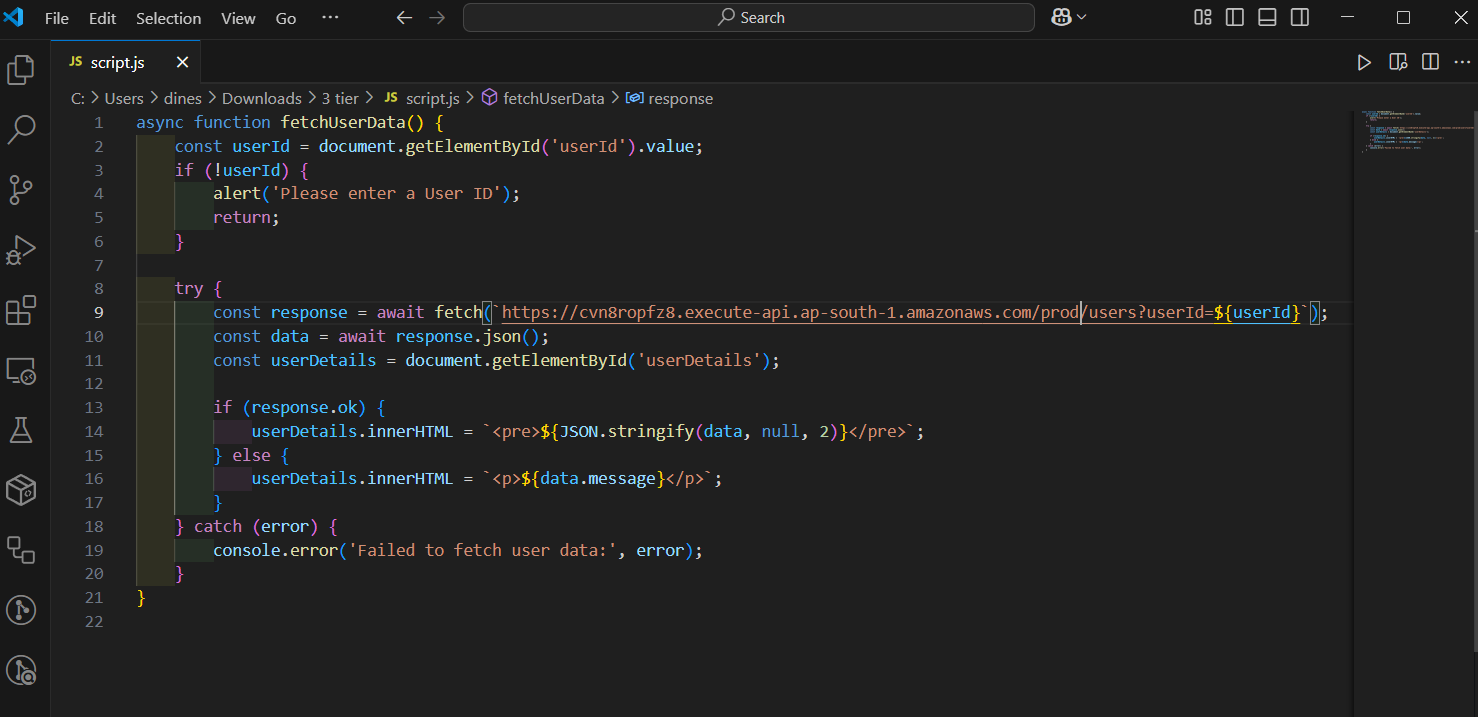 File Edit Selection View Go ··· Search
JS script.js
C: > Users > dines > Downloads > 3 tier > JS script.js > fetchUserData > response
1 async function fetchUserData() {
2     const userId = document.getElementById('userId').value;
3     if (!userId) {
4         alert('Please enter a User ID');
5         return;
6     }
7
8     try {
9         const response = await fetch(`https://cvn8ropfz8.execute-api.ap-south-1.amazonaws.com/prod/users?userId=${userId}`);
10         const data = await response.json();
11         const userDetails = document.getElementById('userDetails');
12
13         if (response.ok) {
14             userDetails.innerHTML = `<pre>${JSON.stringify(data, null, 2)}</pre>`;
15         } else {
16             userDetails.innerHTML = `<p>${data.message}</p>`;
17         }
18     } catch (error) {
19         console.error('Failed to fetch user data:', error);
20     }
21 }
22